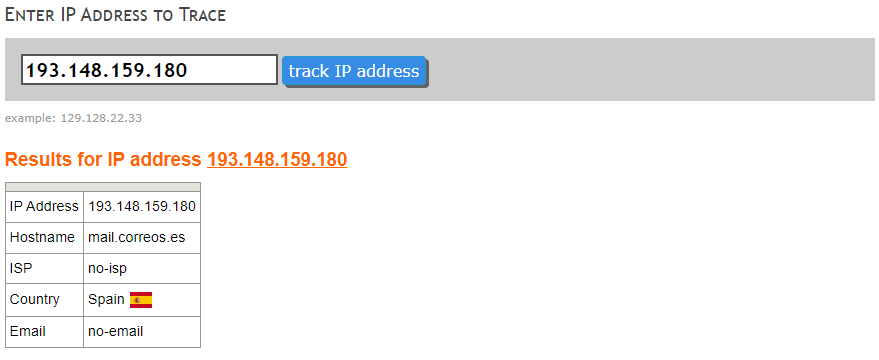 Enter IP Address to Trace
193.148.159.180 track IP address
example: 129.128.22.33
Results for IP address 193.148.159.180
IP Address 193.148.159.180
Hostname mail.correos.es
ISP no-isp
Country Spain
Email no-email